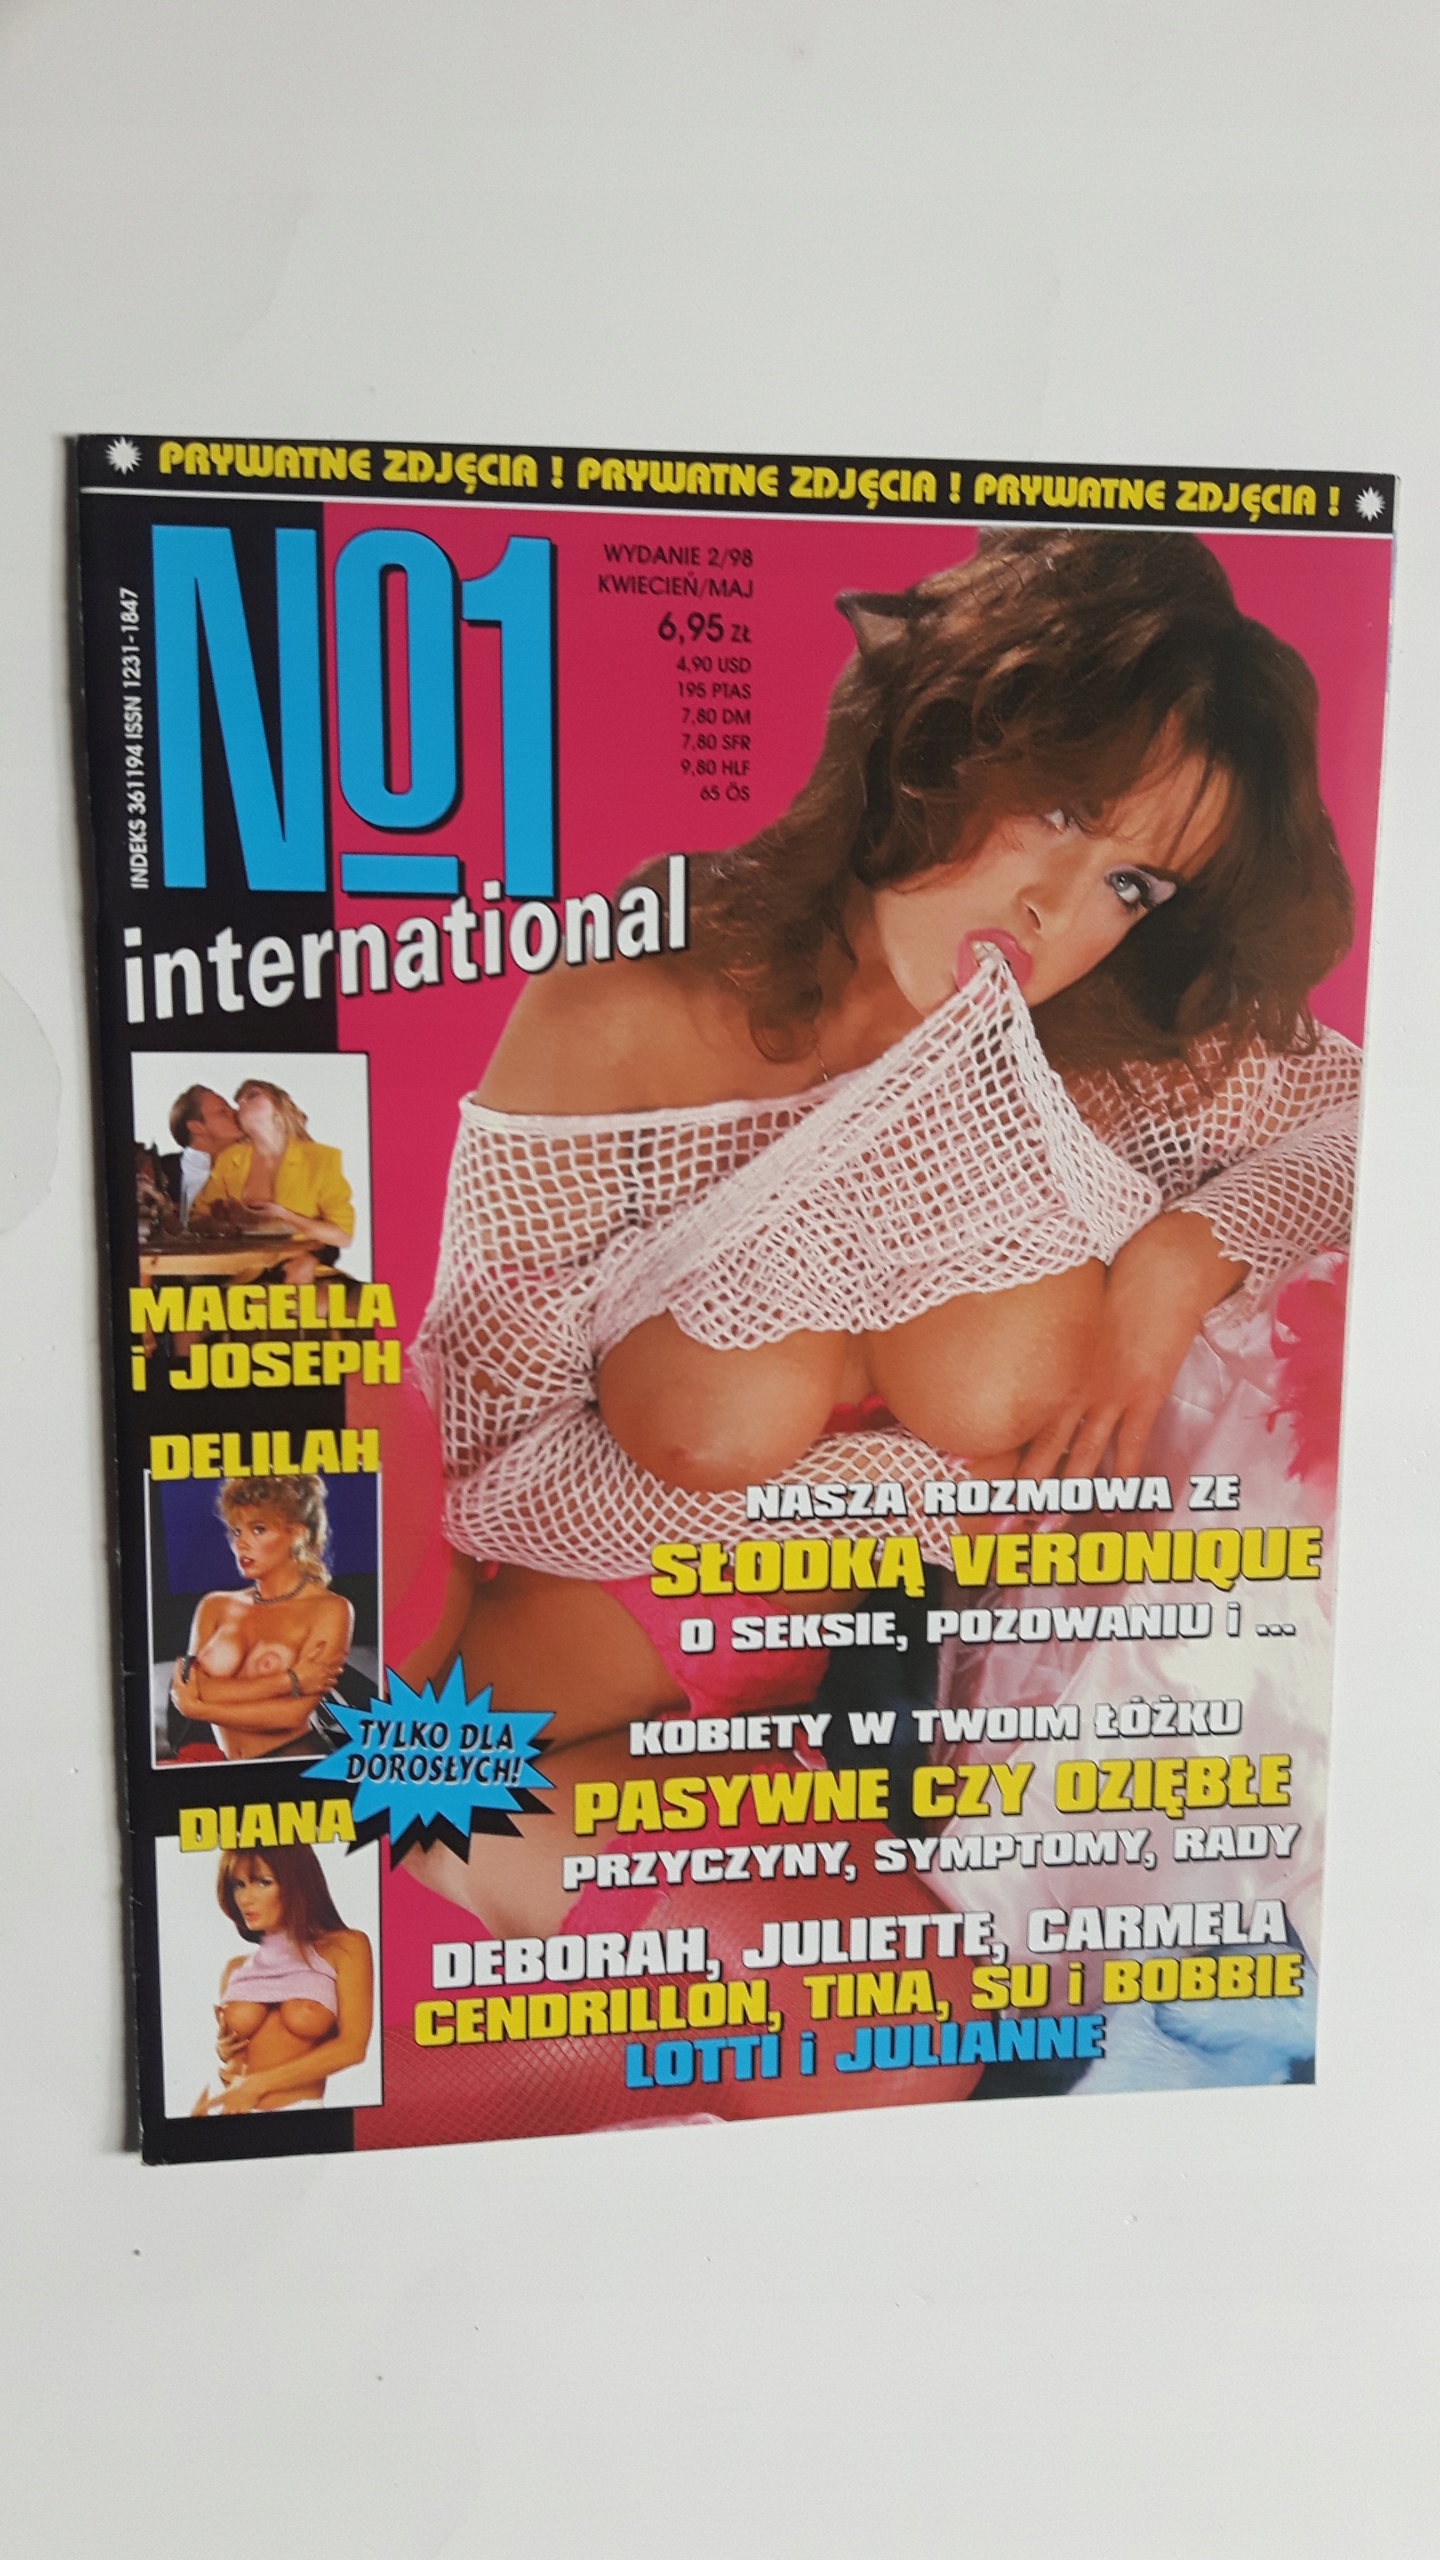 PRYWATNE ZDJĘCIA ! PRYWATNE ZDJĘCIA ! PRYWATNE ZDJĘCIA !
INDEKS 361194 ISSN 1231-1847
No1
international
WYDANIE 2/98
KWIECIEŃ/MAJ
6,95 ZŁ
4,90 USD
195 PTAS
7,80 DM
7,80 SFR
9,80 HLF
65 ÖS
MAGELLA
i JOSEPH
DELILAH
TYLKO DLA
DOROSŁYCH!
DIANA
NASZA ROZMOWA ZE
SŁODKĄ VERONIQUE
O SEKSIE, POZOWANIU i ...
KOBIETY W TWOIM ŁÓŻKU
PASYWNE CZY OZIĘBŁE
PRZYCZYNY, SYMPTOMY, RADY
DEBORAH, JULIETTE, CARMELA
CENDRILLON, TINA, SU i BOBBIE
LOTTI i JULIANNE